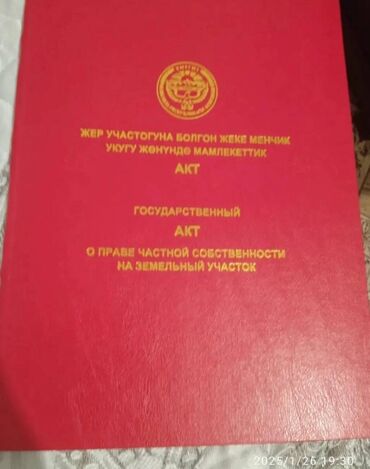 ЖЕР УЧАСТОГУНА БОЛГОН ЖЕКЕ МЕНЧИК
УКУГУ ЖӨНҮНДӨ МАМЛЕКЕТТИК
АКТ
ГОСУДАРСТВЕННЫЙ
АКТ
О ПРАВЕ ЧАСТНОЙ СОБСТВЕННОСТИ
НА ЗЕМЕЛЬНЫЙ УЧАСТОК
2025/1/26 19:30